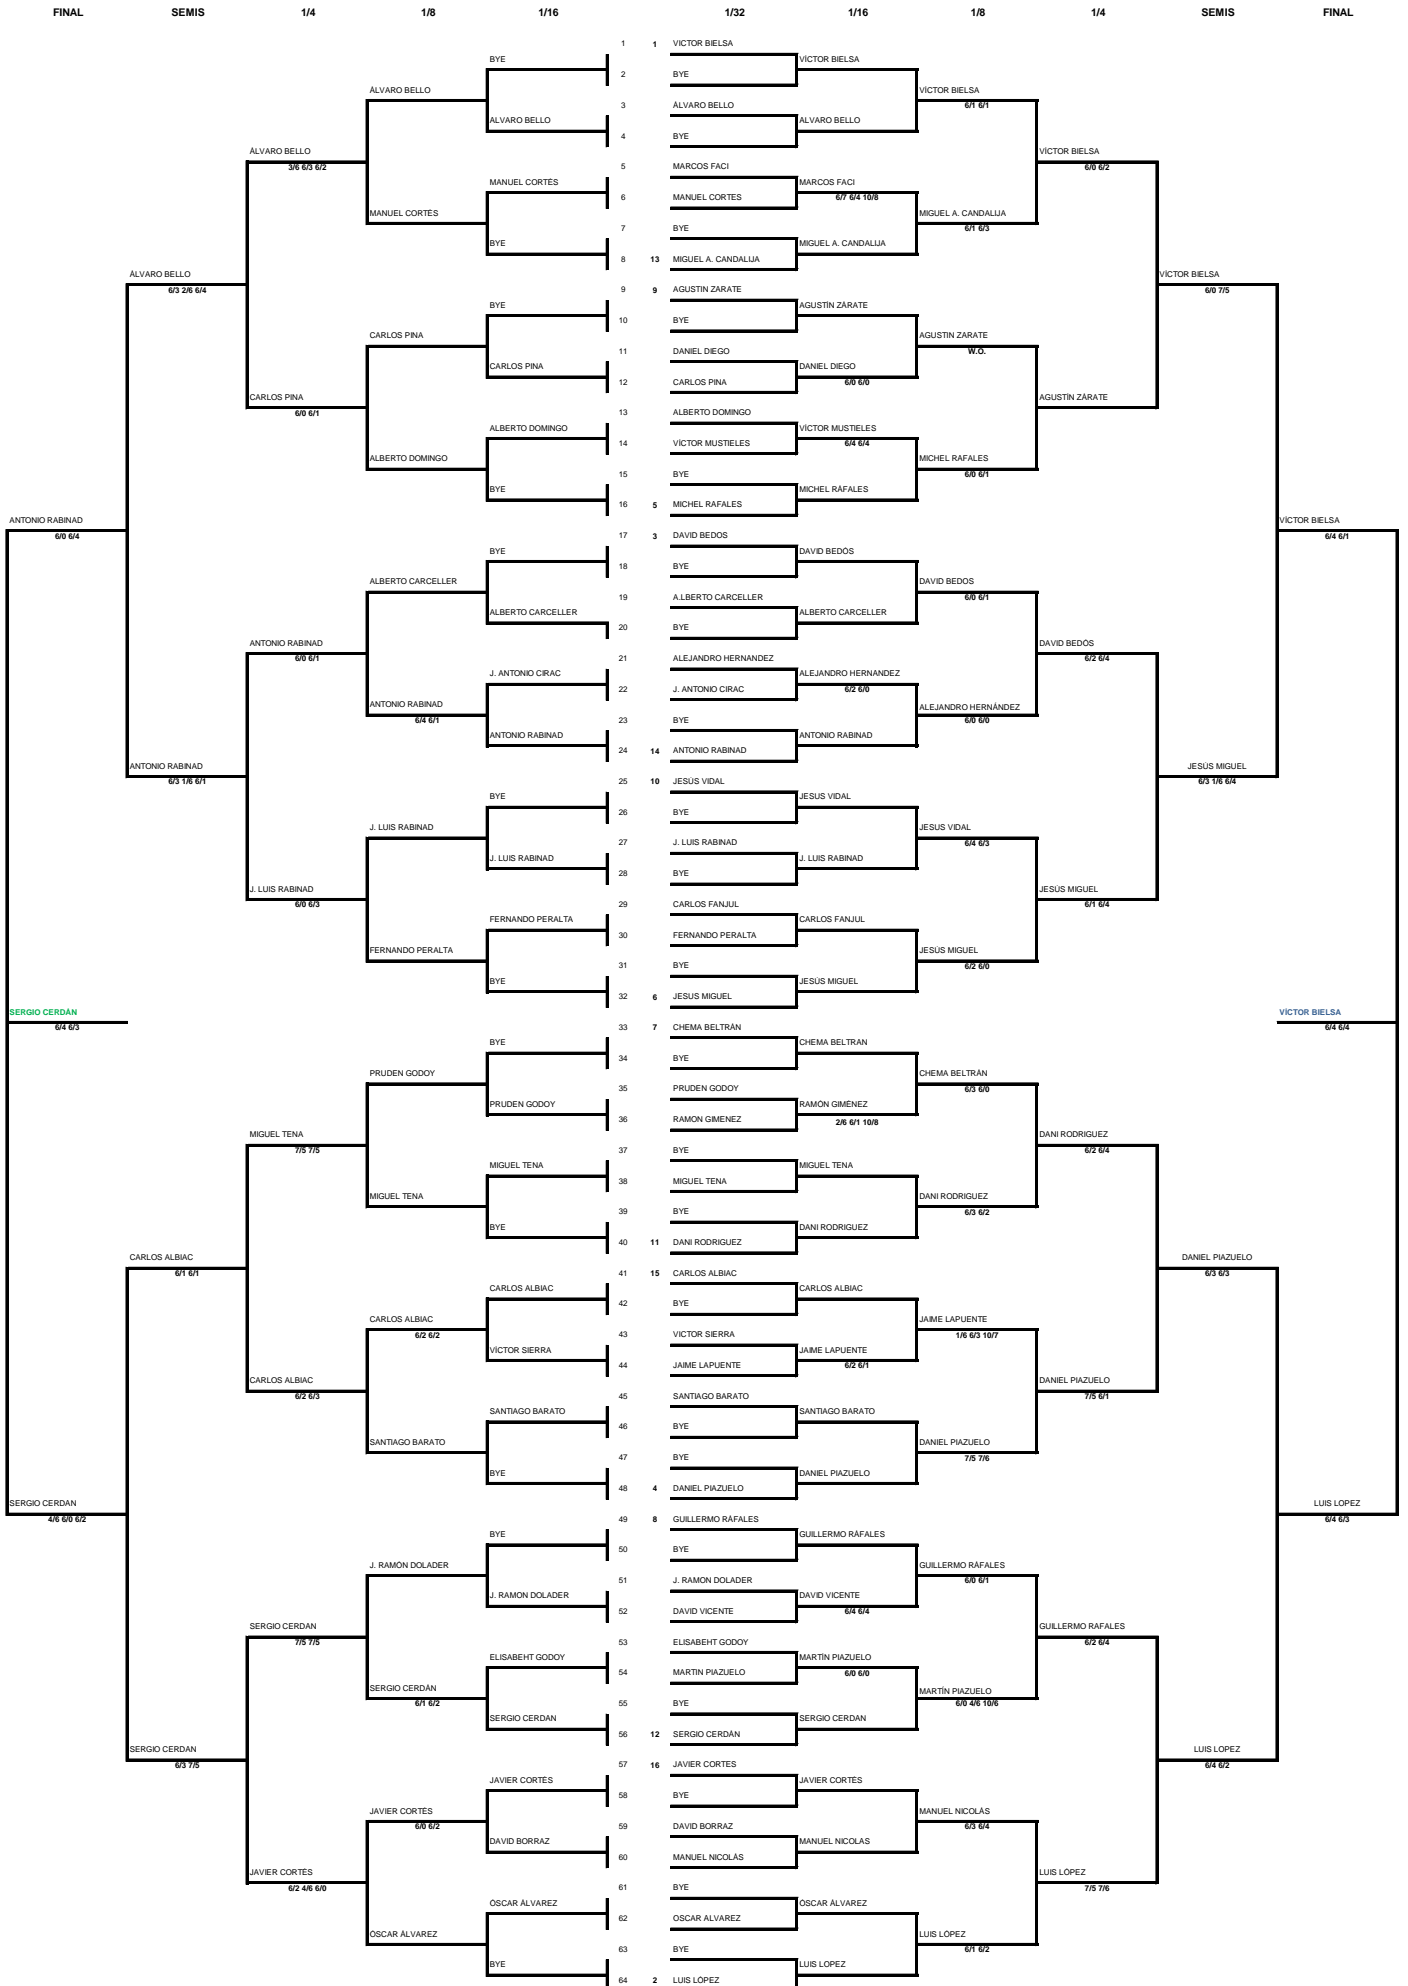 FINAL SEMIS 1/4 1/8 1/16 1/32 1/16 1/8 1/4 SEMIS FINAL
1 1 VICTOR BIELSA
BYE VÍCTOR BIELSA
2 BYE
ÁLVARO BELLO VÍCTOR BIELSA
3 ÁLVARO BELLO 6/1 6/1
ALVARO BELLO ALVARO BELLO
4 BYE
ÁLVARO BELLO VÍCTOR BIELSA
3/6 6/3 6/2 5 MARCOS FACI 6/0 6/2
MANUEL CORTÉS MARCOS FACI
6 MANUEL CORTES 6/7 6/4 10/8
MANUEL CORTÉS MIGUEL A. CANDALIJA
7 BYE 6/1 6/3
BYE MIGUEL A. CANDALIJA
8 13 MIGUEL A. CANDALIJA
ÁLVARO BELLO VÍCTOR BIELSA
6/3 2/6 6/4 9 9 AGUSTIN ZARATE 6/0 7/5
BYE AGUSTÍN ZÁRATE
10 BYE
CARLOS PINA AGUSTIN ZARATE
11 DANIEL DIEGO W.O.
CARLOS PINA DANIEL DIEGO
12 CARLOS PINA 6/0 6/0
CARLOS PINA AGUSTÍN ZÁRATE
6/0 6/1 13 ALBERTO DOMINGO
ALBERTO DOMINGO VÍCTOR MUSTIELES
14 VÍCTOR MUSTIELES 6/4 6/4
ALBERTO DOMINGO MICHEL RAFALES
15 BYE 6/0 6/1
BYE MICHEL RÁFALES
16 5 MICHEL RAFALES
ANTONIO RABINAD VÍCTOR BIELSA
6/0 6/4 17 3 DAVID BEDOS 6/4 6/1
BYE DAVID BEDÓS
18 BYE
ALBERTO CARCELLER DAVID BEDOS
19 A.LBERTO CARCELLER 6/0 6/1
ALBERTO CARCELLER ALBERTO CARCELLER
20 BYE
ANTONIO RABINAD DAVID BEDÓS
6/0 6/1 21 ALEJANDRO HERNANDEZ 6/2 6/4
J. ANTONIO CIRAC ALEJANDRO HERNANDEZ
22 J. ANTONIO CIRAC 6/2 6/0
ANTONIO RABINAD ALEJANDRO HERNÁNDEZ
6/4 6/1 23 BYE 6/0 6/0
ANTONIO RABINAD ANTONIO RABINAD
24 14 ANTONIO RABINAD
ANTONIO RABINAD JESÚS MIGUEL
6/3 1/6 6/1 25 10 JESÚS VIDAL 6/3 1/6 6/4
BYE JESUS VIDAL
26 BYE
J. LUIS RABINAD JESUS VIDAL
27 J. LUIS RABINAD 6/4 6/3
J. LUIS RABINAD J. LUIS RABINAD
28 BYE
J. LUIS RABINAD JESÚS MIGUEL
6/0 6/3 29 CARLOS FANJUL 6/1 6/4
FERNANDO PERALTA CARLOS FANJUL
30 FERNANDO PERALTA
FERNANDO PERALTA JESÚS MIGUEL
31 BYE 6/2 6/0
BYE JESÚS MIGUEL
32 6 JESUS MIGUEL
SERGIO CERDÁN VÍCTOR BIELSA
6/4 6/3 33 7 CHEMA BELTRÁN 6/4 6/4
BYE CHEMA BELTRAN
34 BYE
PRUDEN GODOY CHEMA BELTRÁN
35 PRUDEN GODOY 6/3 6/0
PRUDEN GODOY RAMÓN GIMÉNEZ
36 RAMON GIMENEZ 2/6 6/1 10/8
MIGUEL TENA DANI RODRIGUEZ
7/5 7/5 37 BYE 6/2 6/4
MIGUEL TENA MIGUEL TENA
38 MIGUEL TENA
MIGUEL TENA DANI RODRIGUEZ
39 BYE 6/3 6/2
BYE DANI RODRIGUEZ
40 11 DANI RODRIGUEZ
CARLOS ALBIAC DANIEL PIAZUELO
6/1 6/1 41 15 CARLOS ALBIAC 6/3 6/3
CARLOS ALBIAC CARLOS ALBIAC
42 BYE
CARLOS ALBIAC JAIME LAPUENTE
6/2 6/2 43 VICTOR SIERRA 1/6 6/3 10/7
VÍCTOR SIERRA JAIME LAPUENTE
44 JAIME LAPUENTE 6/2 6/1
CARLOS ALBIAC DANIEL PIAZUELO
6/2 6/3 45 SANTIAGO BARATO 7/5 6/1
SANTIAGO BARATO SANTIAGO BARATO
46 BYE
SANTIAGO BARATO DANIEL PIAZUELO
47 BYE 7/5 7/6
BYE DANIEL PIAZUELO
48 4 DANIEL PIAZUELO
SERGIO CERDAN LUIS LOPEZ
4/6 6/0 6/2 49 8 GUILLERMO RÁFALES 6/4 6/3
BYE GUILLERMO RÁFALES
50 BYE
J. RAMÓN DOLADER GUILLERMO RÁFALES
51 J. RAMON DOLADER 6/0 6/1
J. RAMON DOLADER DAVID VICENTE
52 DAVID VICENTE 6/4 6/4
SERGIO CERDAN GUILLERMO RAFALES
7/5 7/5 53 ELISABEHT GODOY 6/2 6/4
ELISABEHT GODOY MARTÍN PIAZUELO
54 MARTIN PIAZUELO 6/0 6/0
SERGIO CERDÁN MARTÍN PIAZUELO
6/1 6/2 55 BYE 6/0 4/6 10/6
SERGIO CERDAN SERGIO CERDAN
56 12 SERGIO CERDÁN
SERGIO CERDAN LUIS LOPEZ
6/3 7/5 57 16 JAVIER CORTES 6/4 6/2
JAVIER CORTÉS JAVIER CORTÉS
58 BYE
JAVIER CORTÉS MANUEL NICOLÁS
6/0 6/2 59 DAVID BORRAZ 6/3 6/4
DAVID BORRAZ MANUEL NICOLAS
60 MANUEL NICOLÁS
JAVIER CORTÉS LUIS LÓPEZ
6/2 4/6 6/0 61 BYE 7/5 7/6
ÓSCAR ÁLVAREZ ÓSCAR ÁLVAREZ
62 OSCAR ALVAREZ
ÓSCAR ÁLVAREZ LUIS LÓPEZ
63 BYE 6/1 6/2
BYE LUIS LOPEZ
64 2 LUIS LÓPEZ